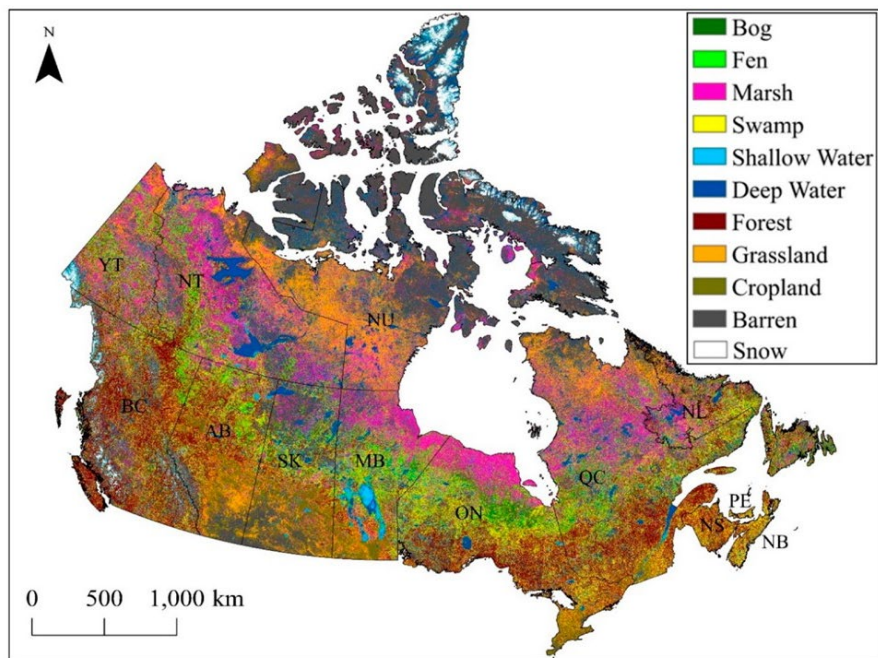 N
Bog
Fen
Marsh
Swamp
Shallow Water
Deep Water
Forest
Grassland
Cropland
Barren
Snow
YT
NT
NU
BC
AB
SK
MB
ON
QC
NL
PE
NS
NB
0 500 1,000 km